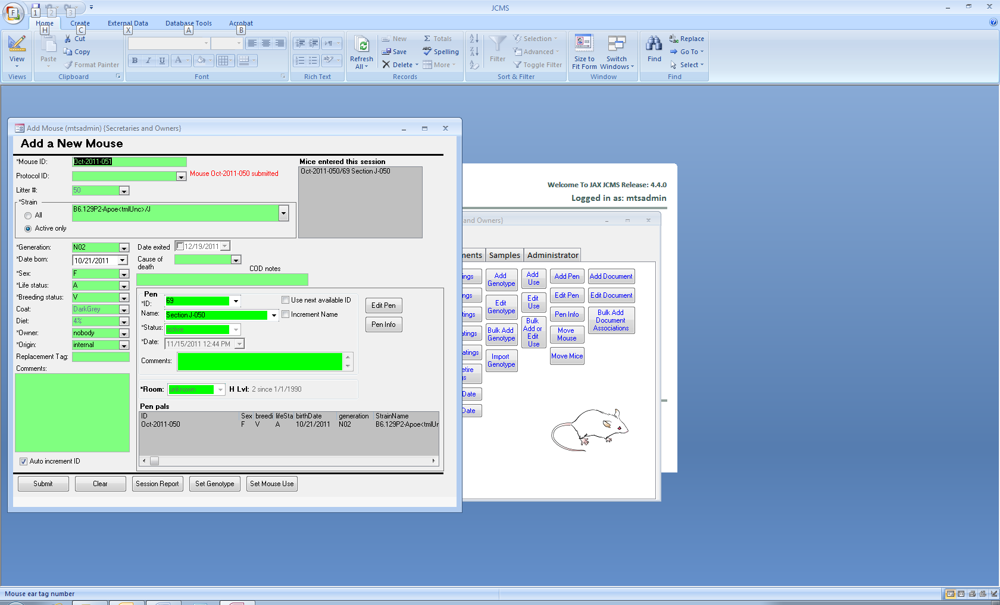 JCMS
F 1 2 3
Home Create External Data Database Tools Acrobat
H C X A B
View
Views
Paste
Cut
Copy
Format Painter
Clipboard
B I U A
Font
Rich Text
Refresh All
New
Save
Delete
Totals
Spelling
More
Records
Filter
Selection
Advanced
Toggle Filter
Sort & Filter
Size to Fit Form
Switch Windows
Window
Find
Replace
Go To
Select
Find
Add Mouse (mtsadmin) {Secretaries and Owners}
Add a New Mouse
*Mouse ID: Oct-2011-051
Protocol ID:
Mouse Oct-2011-050 submitted
Litter #: 50
*Strain
All
Active only
B6.129P2-Apoe<tmlUnc>/J
Mice entered this session
Oct-2011-050/69 Section J-050
*Generation: N02
*Date born: 10/21/2011
*Sex: F
*Life status: A
*Breeding status: V
Coat: DarkGrey
Diet: 4%
*Owner: nobody
*Origin: internal
Replacement Tag:
Comments:
Auto increment ID
Date exited 12/19/2011
Cause of death
COD notes
Pen
*ID: 69
Use next available ID
Name: Section J-050
Increment Name
*Status: active
*Date: 11/15/2011 12:44 PM
Comments:
Edit Pen
Pen Info
*Room: unknown H Lvl: 2 since 1/1/1990
Pen pals
ID Sex breedi lifeSta birthDate generation StrainName
Oct-2011-050 F V A 10/21/2011 N02 B6.129P2-Apoe<tmlUr
Submit Clear Session Report Set Genotype Set Mouse Use
Welcome To JAX JCMS Release: 4.4.0
Logged in as: mtsadmin
and Owners}
nents Samples Administrator
ings
ngs
tings
atings
atings
etire
gs
Date
Date
Add Genotype
Edit Genotype
Bulk Add Genotype
Import Genotype
Add Use
Edit Use
Bulk Add or Edit Use
Add Pen
Edit Pen
Pen Info
Move Mouse
Move Mice
Add Document
Edit Document
Bulk Add Document Associations
Mouse ear tag number